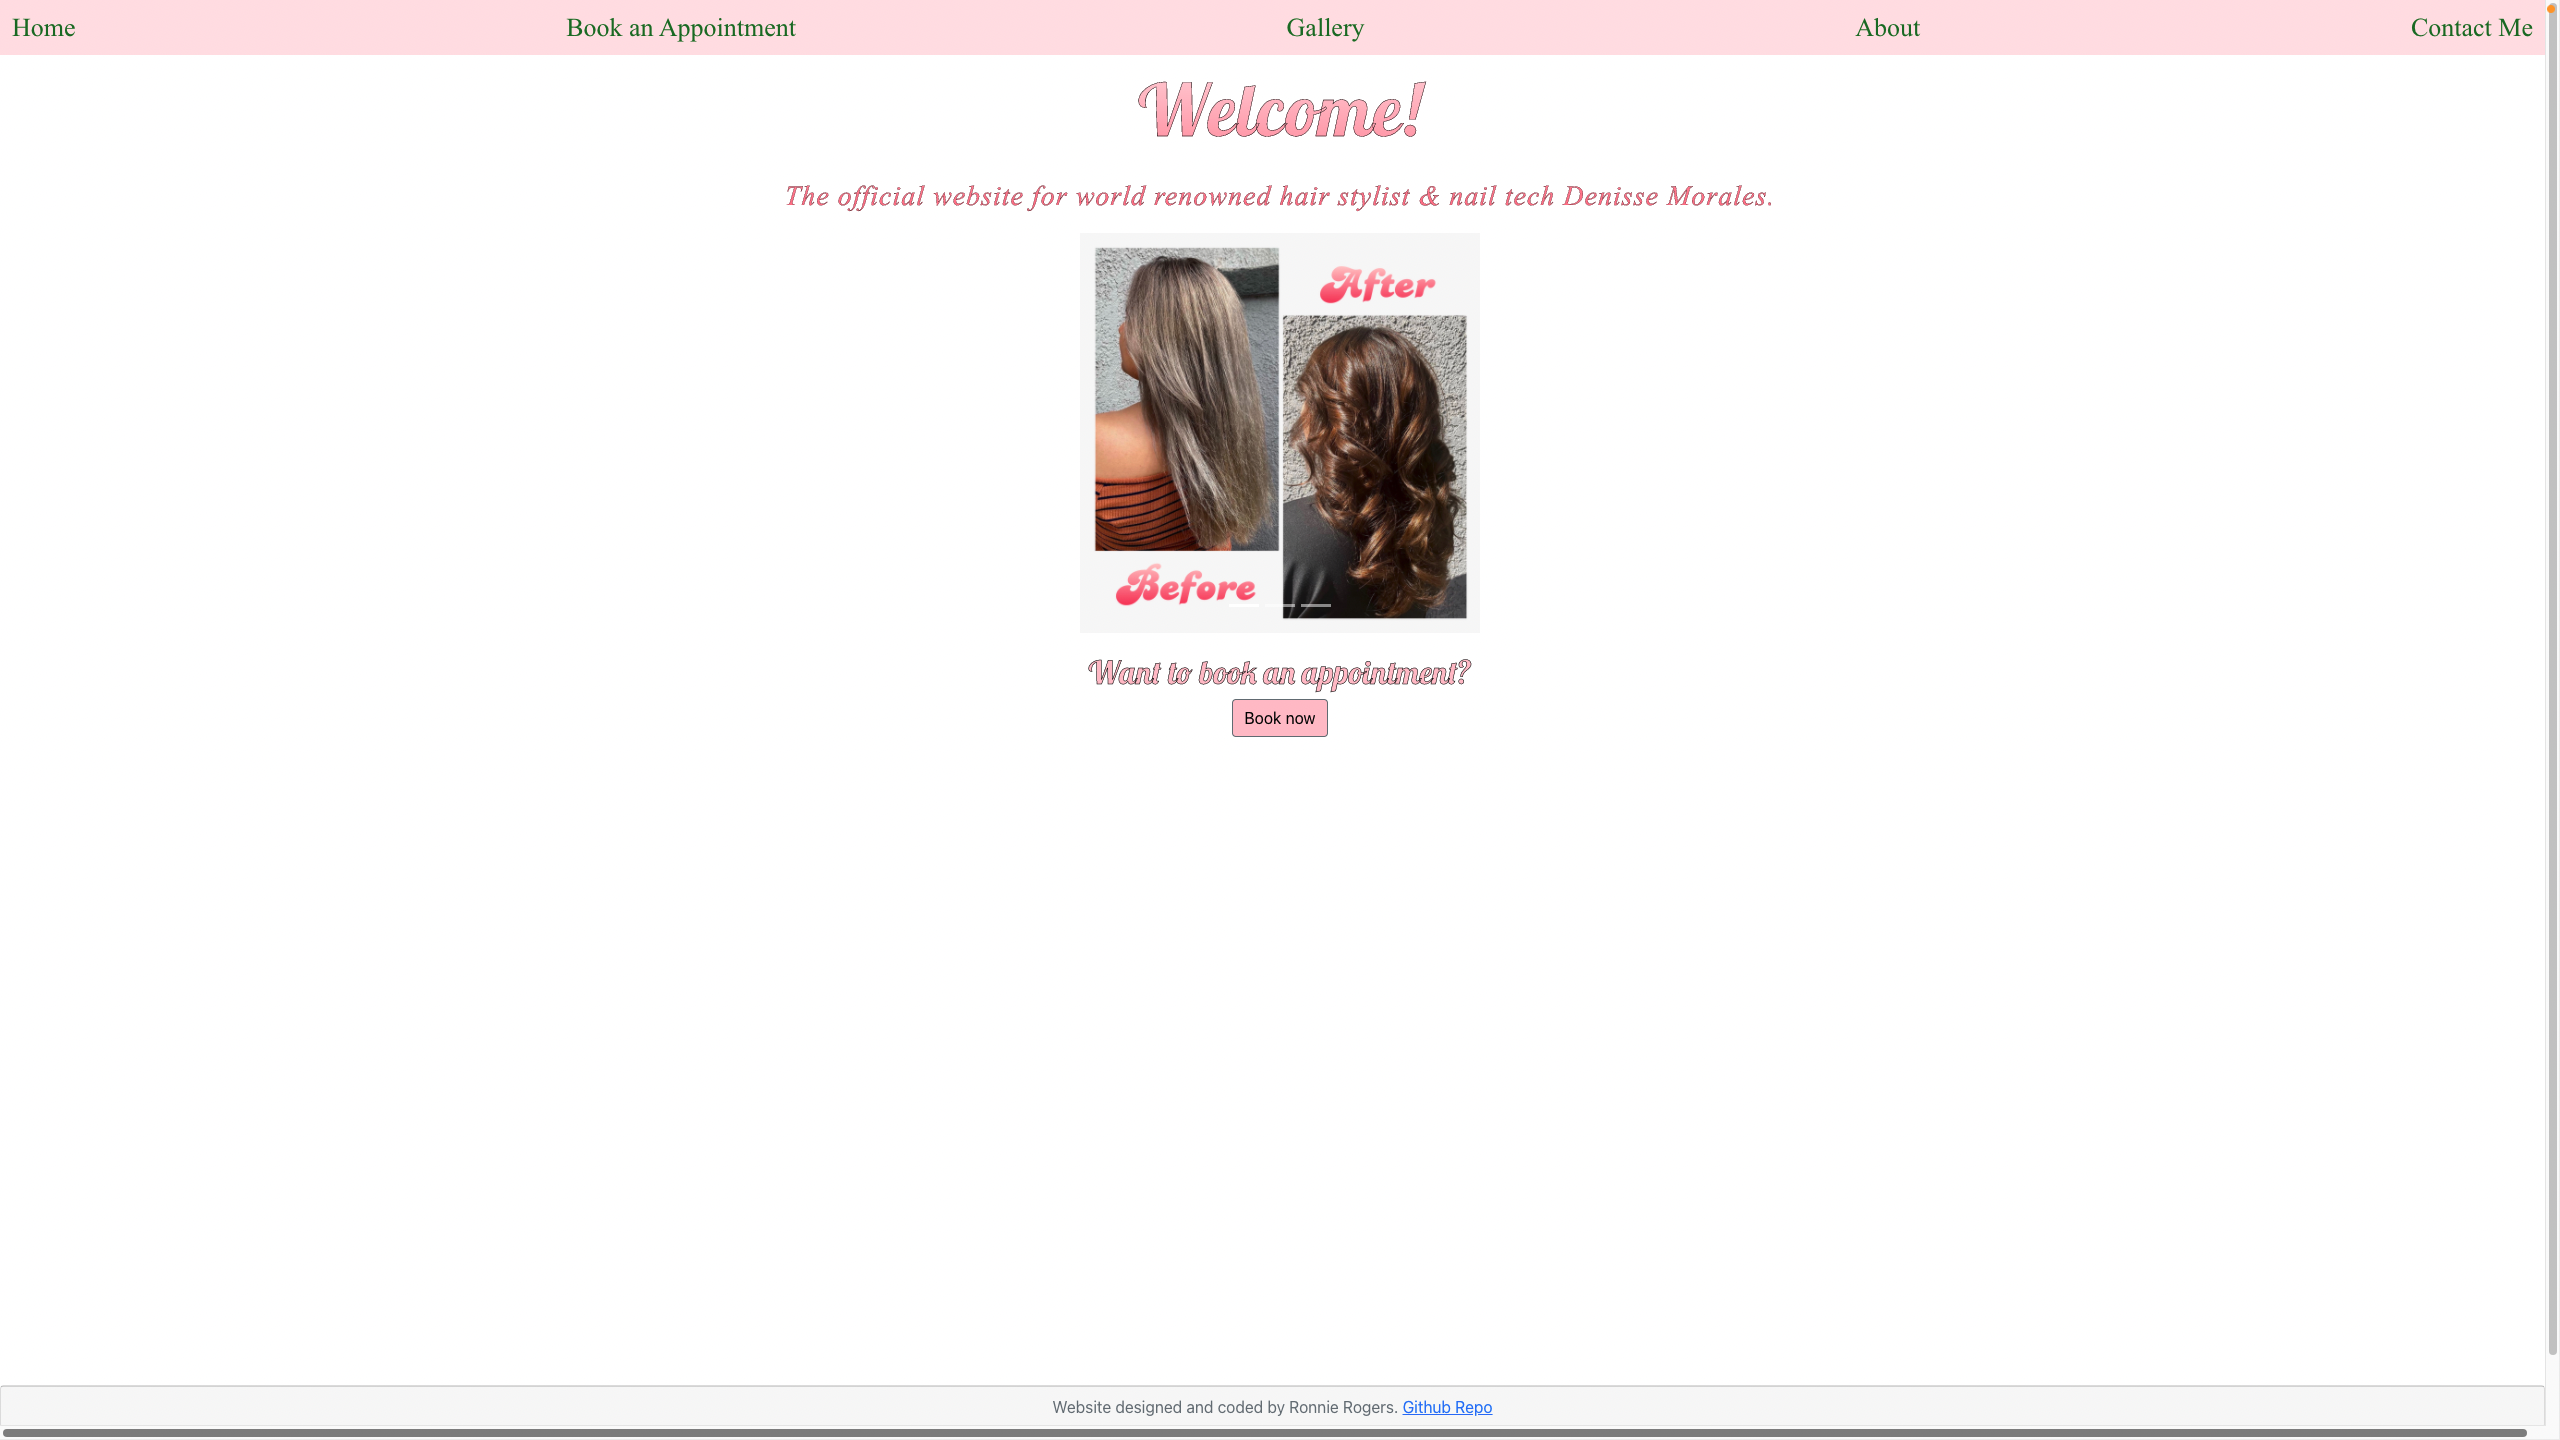 Home Book an Appointment Gallery About Contact Me
Welcome!
The official website for world renowned hair stylist & nail tech Denisse Morales.
After
Before
Want to book an appointment?
Book now
Website designed and coded by Ronnie Rogers. Github Repo